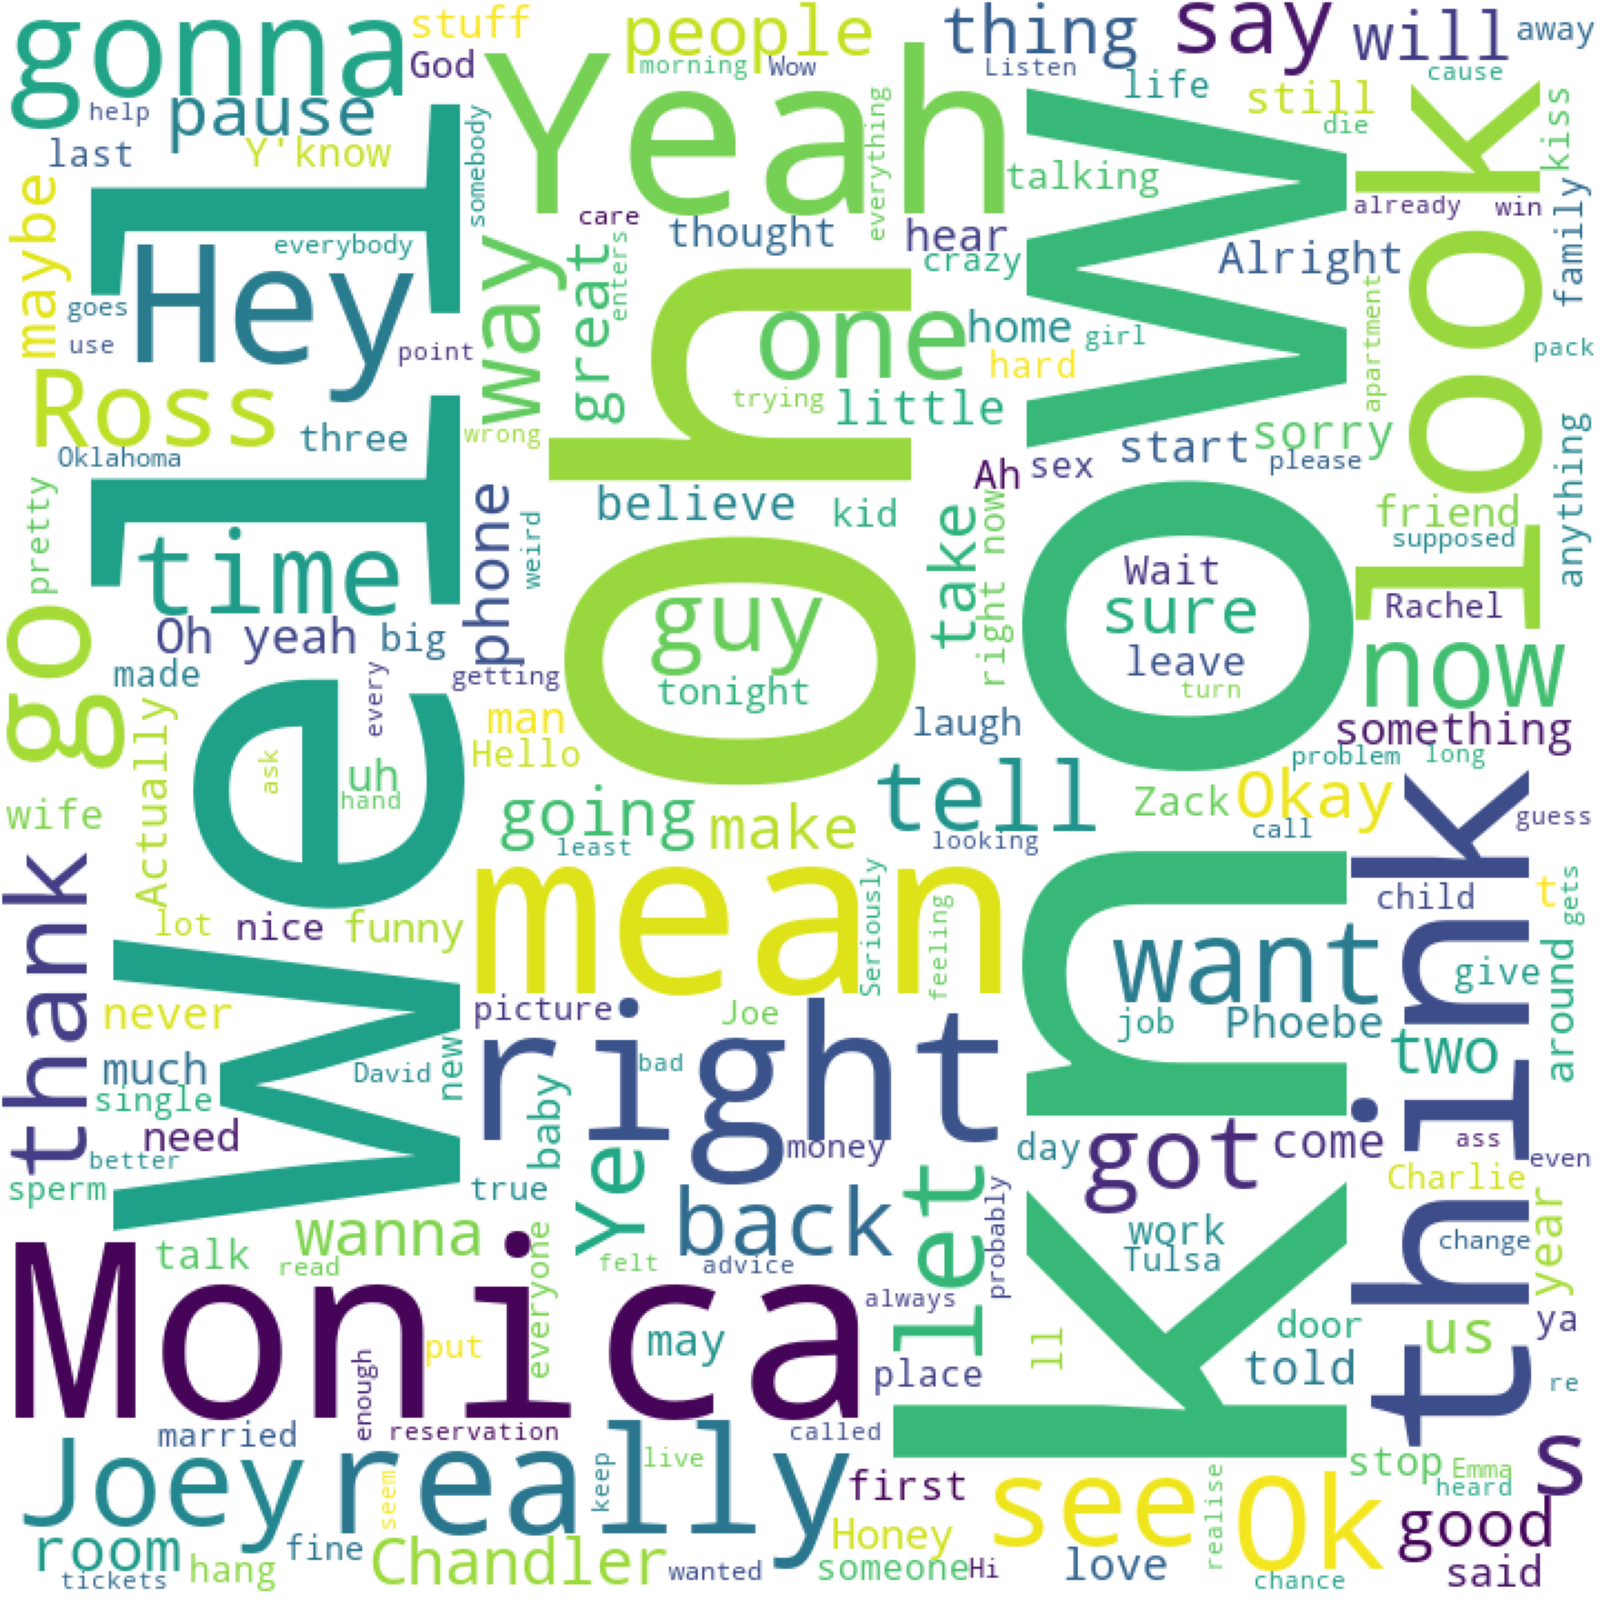 gonna
stuff
God
people
morning
Wow
thing
Listen
say
will
away
cause
help
pause
last
Y'know
somebody
Yeah
everything
life
still
die
kiss
talking
look
already
win
family
maybe
Well
Hey
everybody
goes
use
point
way
care
great
enters
thought
hear
crazy
Alright
Know
Oh
one
home
girl
hard
apartment
pack
trying
little
Ross
three
Oklahoma
wrong
start
sorry
please
anything
Ah
sex
pretty
time
phone
weird
believe
kid
take
right now
friend
supposed
Wait
sure
leave
turn
Rachel
now
go
Oh yeah
big
made
every
getting
guy
tonight
man
Hello
laugh
something
problem
long
Actually
ask
uh
hand
wife
going
least
make
tell
looking
Zack
Okay
call
guess
thank
lot
nice
funny
mean
Seriously
feeling
think
child
t
gets
want
give
around
never
picture
Joe
job
Phoebe
two
much
David
new
single
need
better
sperm
right
bad
baby
money
true
Yes
day
got
come
ass
even
Charlie
year
back
let
probably
work
Tulsa
change
wanna
talk
read
everyone
felt
advice
always
Monica
put
may
enough
place
ll
door
told
us
ya
re
married
reservation
called
Joey
really
seem
keep
live
first
see
realise
Ok
stop
Emma
heard
s
good
said
room
hang
tickets
fine
Chandler
wanted
Honey
someone
Hi
love
chance